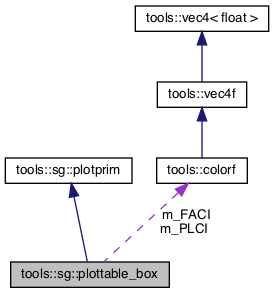 tools::vec4< float >
tools::vec4f
tools::sg::plotprim
tools::colorf
m_FACI
m_PLCI
tools::sg::plottable_box